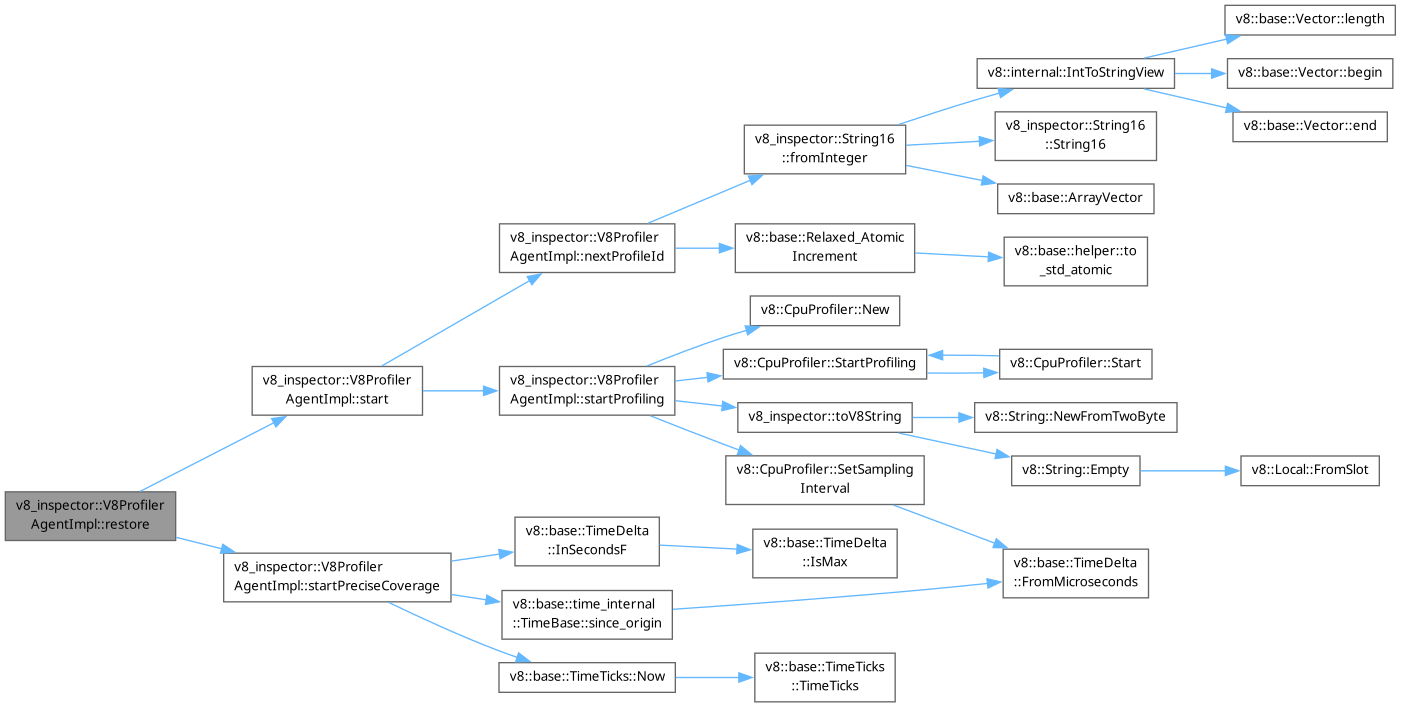 v8::base::Vector::length
v8::internal::IntToStringView
v8::base::Vector::begin
v8::base::Vector::end
v8_inspector::String16
::fromInteger
v8_inspector::String16
::String16
v8::base::ArrayVector
v8_inspector::V8Profiler
AgentImpl::nextProfileId
v8::base::Relaxed_Atomic
Increment
v8::base::helper::to
_std_atomic
v8::CpuProfiler::New
v8_inspector::V8Profiler
AgentImpl::start
v8_inspector::V8Profiler
AgentImpl::startProfiling
v8::CpuProfiler::StartProfiling
v8::CpuProfiler::Start
v8_inspector::toV8String
v8::String::NewFromTwoByte
v8::CpuProfiler::SetSampling
Interval
v8::String::Empty
v8::Local::FromSlot
v8_inspector::V8Profiler
AgentImpl::restore
v8::base::TimeDelta
::InSecondsF
v8::base::TimeDelta
::IsMax
v8::base::TimeDelta
::FromMicroseconds
v8_inspector::V8Profiler
AgentImpl::startPreciseCoverage
v8::base::time_internal
::TimeBase::since_origin
v8::base::TimeTicks::Now
v8::base::TimeTicks
::TimeTicks